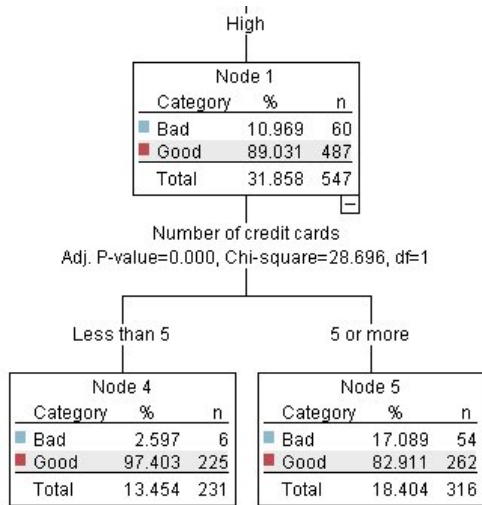 High
Node 1
Category % n
Bad 10.969 60
Good 89.031 487
Total 31.858 547
Number of credit cards
Adj. P-value=0.000, Chi-square=28.696, df=1
Less than 5
5 or more
Node 4
Category % n
Bad 2.597 6
Good 97.403 225
Total 13.454 231
Node 5
Category % n
Bad 17.089 54
Good 82.911 262
Total 18.404 316